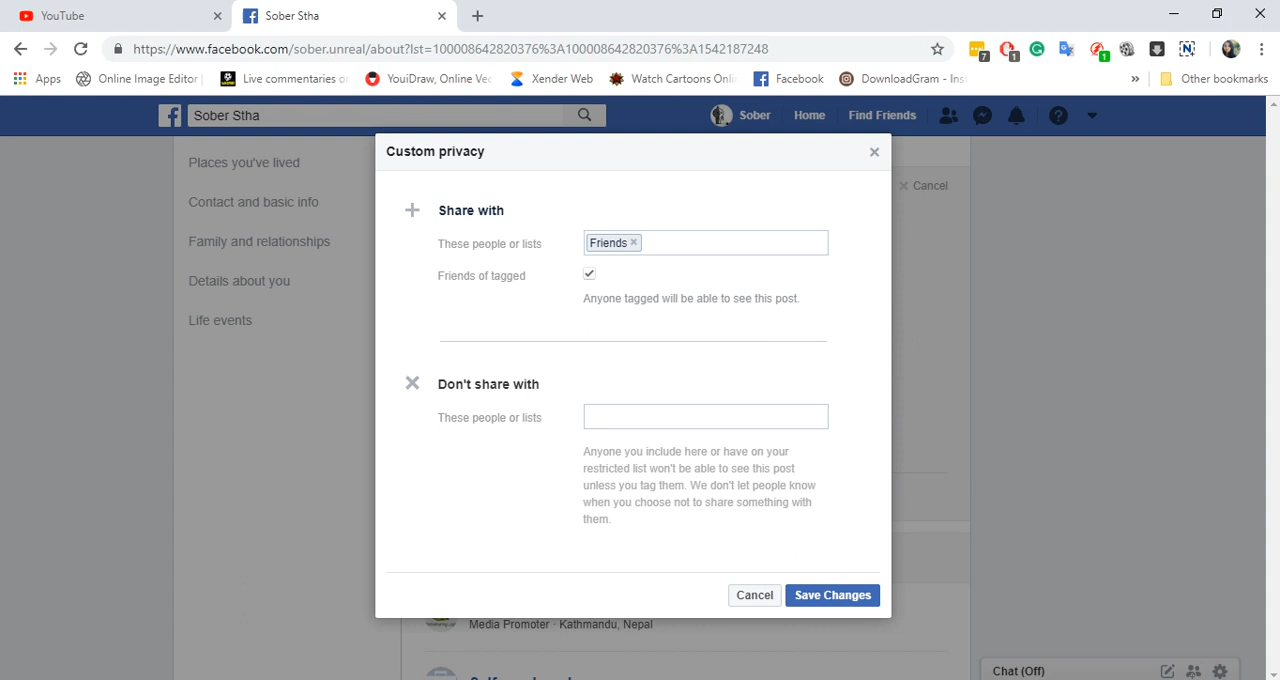 YouTube
Sober Stha
https://www.facebook.com/sober.unreal/about?lst=100008642820376%3A100008642820376%3A1542187248
7
1
1
Apps
Online Image Editor
Live commentaries
YouiDraw, Online Vec
Xender Web
Watch Cartoons Onli
Facebook
DownloadGram - Inst
»
Other bookmarks
Sober Stha
Sober
Home
Find Friends
Places you've lived
Contact and basic info
Family and relationships
Details about you
Life events
Cancel
Custom privacy
Share with
These people or lists
Friends
Friends of tagged
Anyone tagged will be able to see this post.
Don't share with
These people or lists
Anyone you include here or have on your
restricted list won't be able to see this post
unless you tag them. We don't let people know
when you choose not to share something with
them.
Cancel
Save Changes
Media Promoter · Kathmandu, Nepal
Chat (Off)